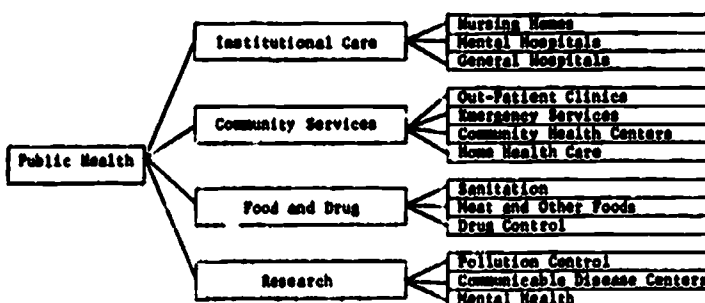 Public Health
Institutional Care
Nursing Homes
Mental Hospitals
General Hospitals
Community Services
Out-Patient Clinics
Emergency Services
Community Health Centers
Home Health Care
Food and Drug
Sanitation
Meat and Other Foods
Drug Control
Research
Pollution Control
Communicable Disease Centers
Mental Health